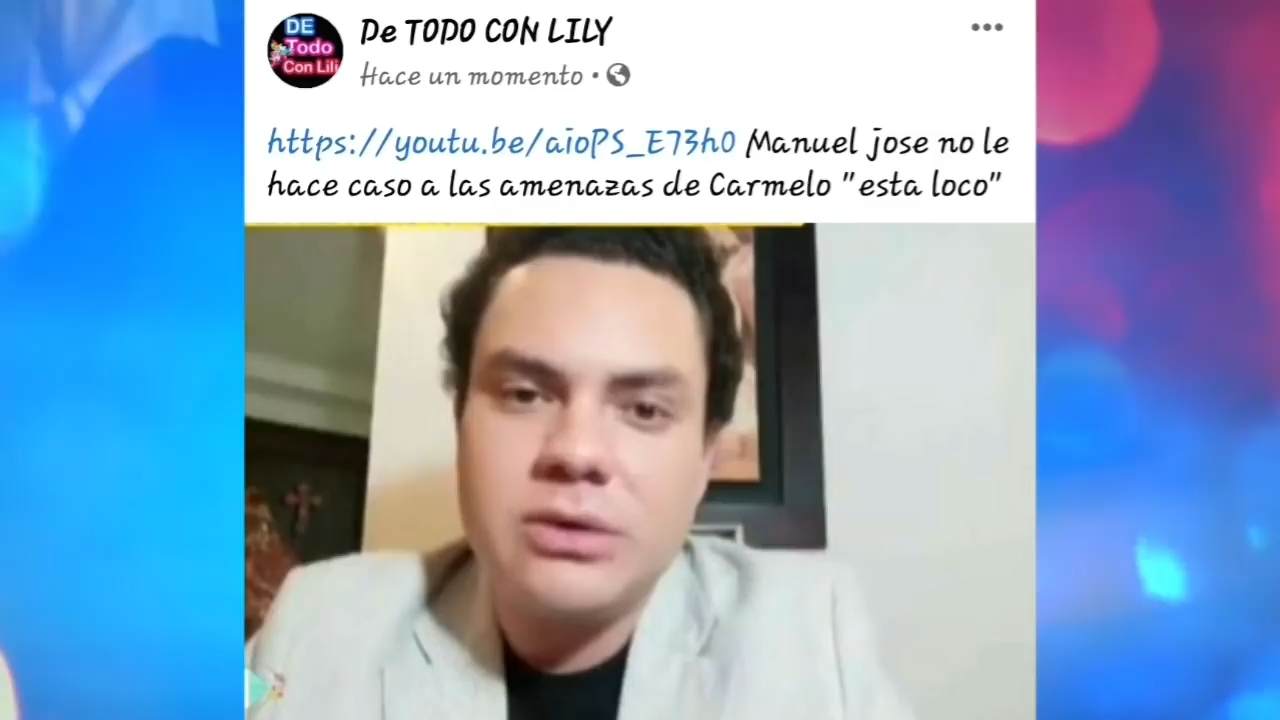 DE
Todo
Con Lili
De TODO CON LILY
Hace un momento •
https://youtu.be/aioPS_E73h0 Manuel jose no le
hace caso a las amenazas de Carmelo "esta loco"